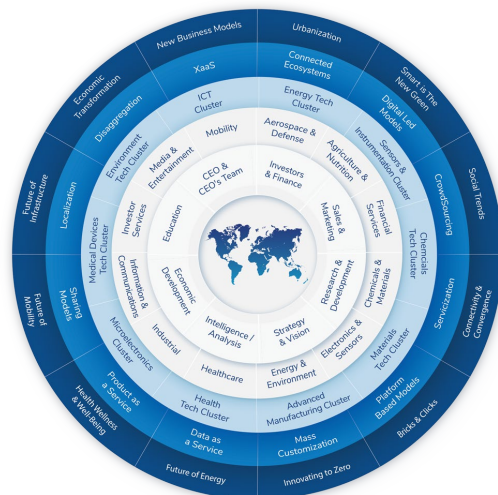 New Business Models
Urbanization
Smart is The
New Green
Social Trends
Connectivity &
Convergence
Bricks & Clicks
Innovating to Zero
Future of Energy
Health Wellness
& Well-Being
Future of
Mobility
Future of
Infrastructure
Economic
Transformation
XaaS
Connected
Ecosystems
Digital Led
Models
CrowdSourcing
Servicization
Platform
Based Models
Mass
Customization
Data as
a Service
Product as
a Service
Sharing
Models
Localization
Disaggregation
ICT
Cluster
Energy Tech
Cluster
Sensors &
Instrumentation Cluster
Chemcials
Tech Cluster
Materials
Tech Cluster
Advanced
Manufacturing Cluster
Health
Tech Cluster
Microelectronics
Cluster
Medical Devices
Tech Cluster
Environment
Tech Cluster
Mobility
Aerospace &
Defense
Agriculture &
Nutrition
Financial
Services
Chemicals &
Materials
Electronics &
Sensors
Energy &
Environment
Healthcare
Industrial
Information &
Communications
Investor
Services
Media &
Entertainment
CEO &
CEO's Team
Investors
& Finance
Sales &
Marketing
Research &
Development
Strategy
& Vision
Intelligence /
Analysis
Economic
Development
Education